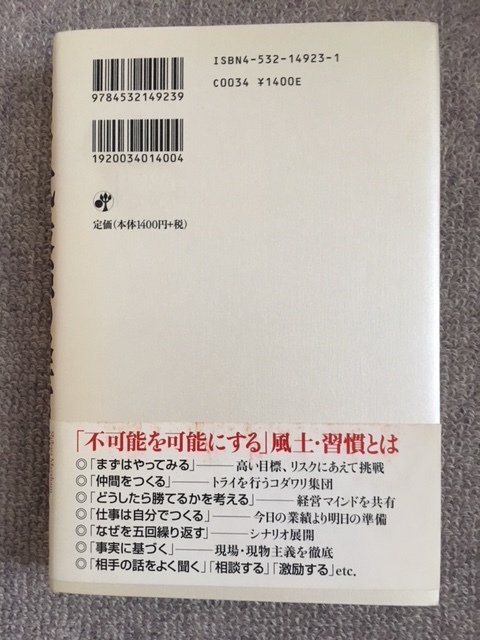 ISBN4-532-14923-1
C0034 ¥1400E
9784532149239
1920034014004
定価(本体1400円+税)
「不可能を可能にする」風土・習慣とは
◎「まずはやってみる」――高い目標、リスクにあえて挑戦
◎「仲間をつくる」――トライを行うコダワリ集団
◎「どうしたら勝てるかを考える」――経営マインドを共有
◎「仕事は自分でつくる」――今日の業績より明日の準備
◎「なぜを五回繰り返す」――シナリオ展開
◎「事実に基づく」――現場・現物主義を徹底
◎「相手の話をよく聞く」「相談する」「激励する」etc.